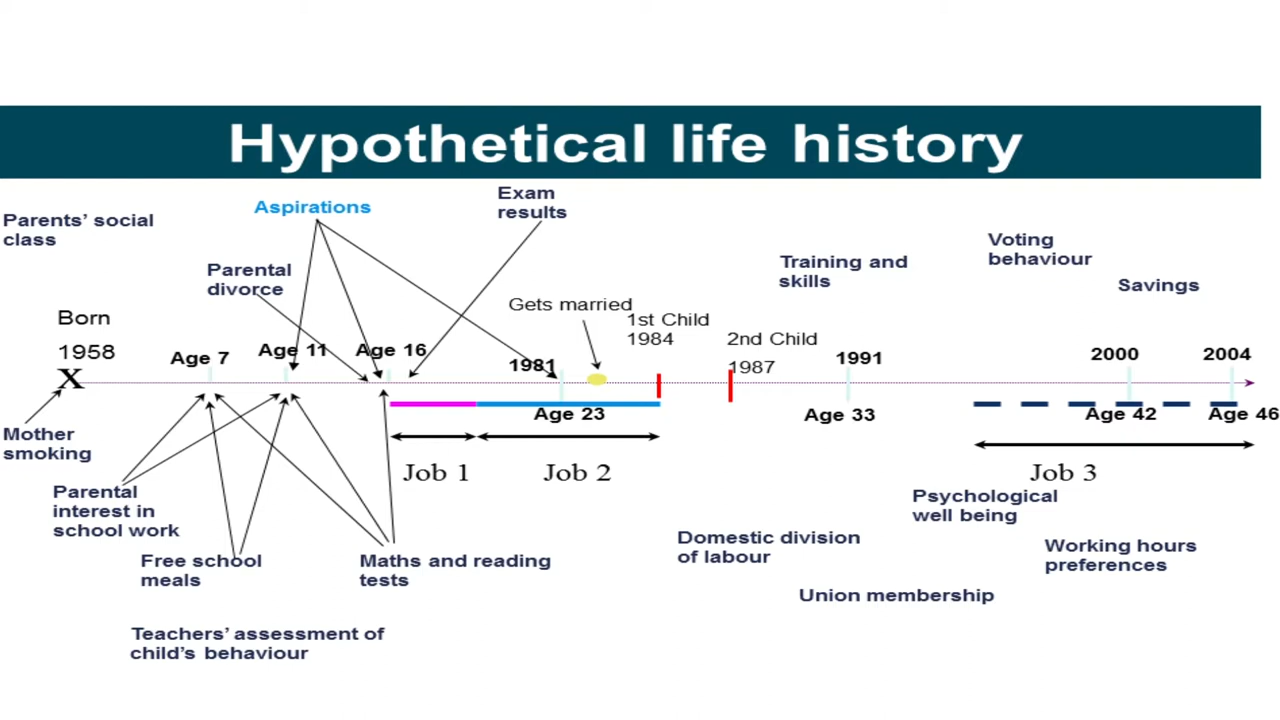 Hypothetical life history
Parents' social
class
Aspirations
Exam
results
Parental
divorce
Training and
skills
Voting
behaviour
Savings
Gets married
1st Child
1984
2nd Child
1987
Born
1958
X
Age 7
Age 11
Age 16
1981
1991
2000
2004
Age 23
Age 33
Age 42
Age 46
Mother
smoking
Job 1
Job 2
Job 3
Parental
interest in
school work
Free school
meals
Maths and reading
tests
Teachers' assessment of
child's behaviour
Domestic division
of labour
Union membership
Psychological
well being
Working hours
preferences